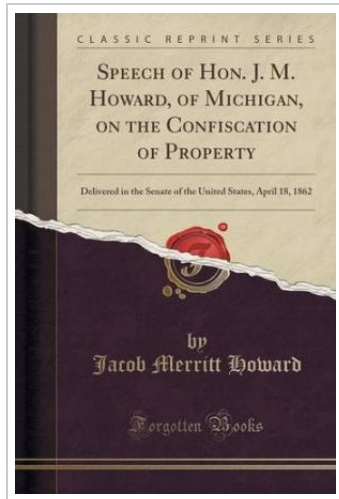 CLASSIC REPRINT SERIES
SPEECH OF HON. J. M.
HOWARD, OF MICHIGAN,
ON THE CONFISCATION
OF PROPERTY
Delivered in the Senate of the United States, April 18, 1862
by
Jacob Merritt Howard
Forgotten Books